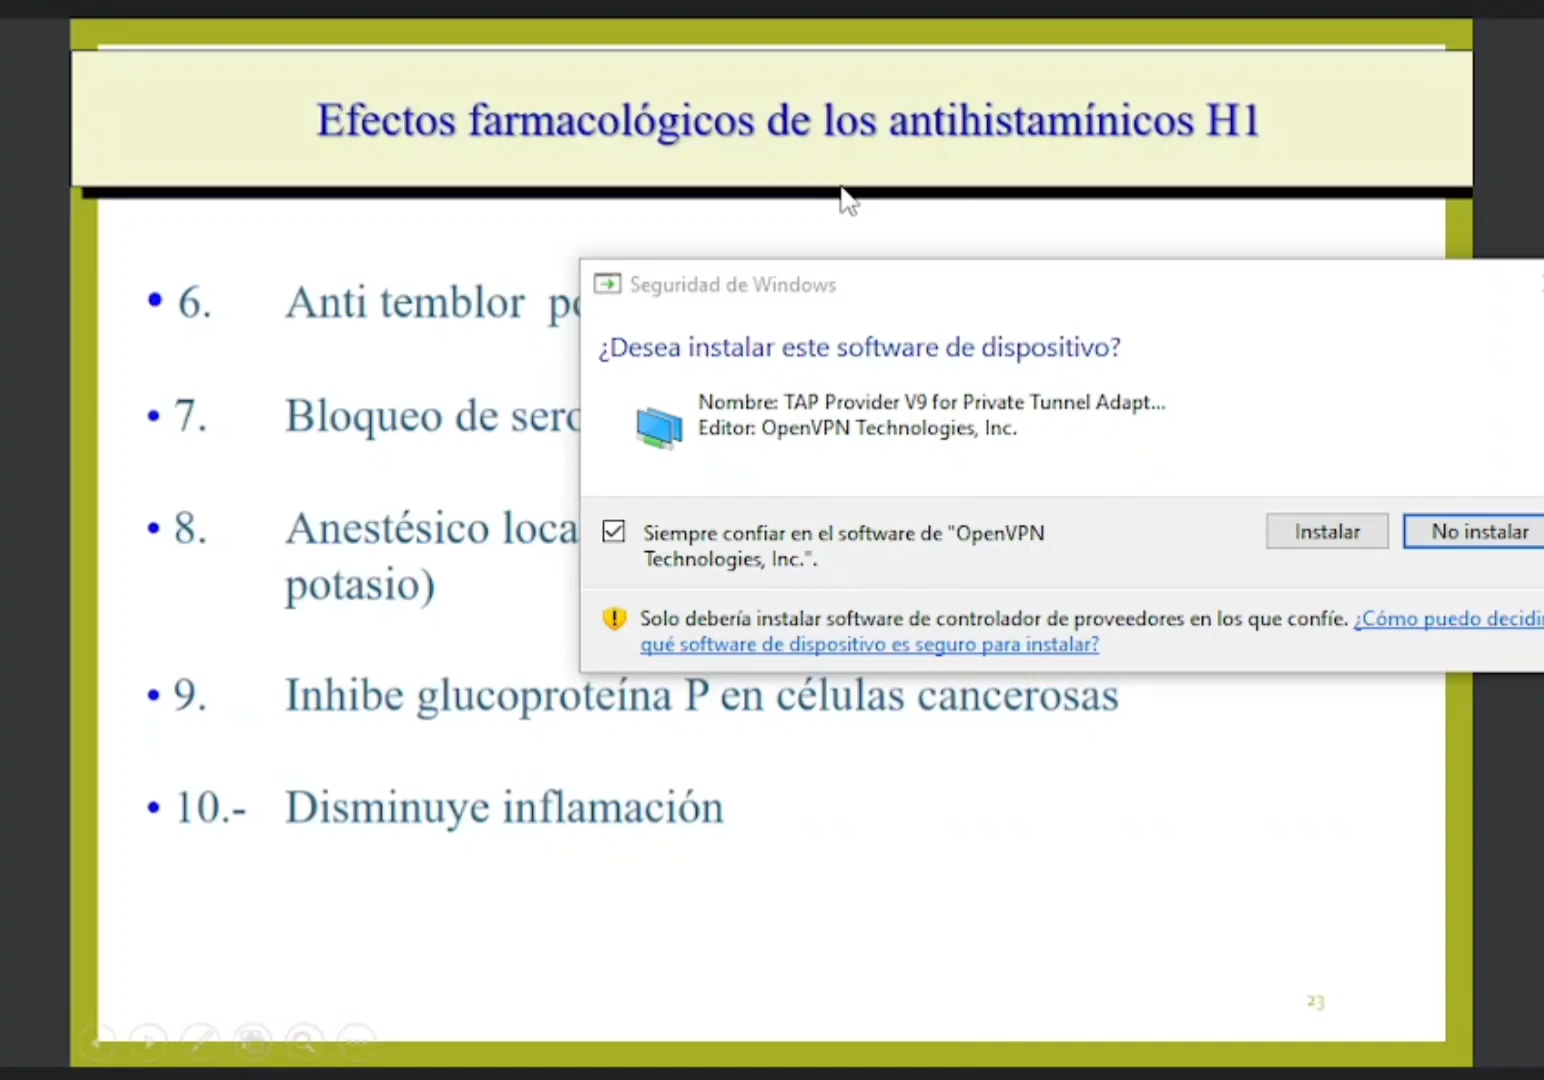 Efectos farmacológicos de los antihistamínicos H1
• 6. Anti temblor
• 7. Bloqueo de
• 8. Anestésico
potasio)
• 9. Inhibe glucoproteína P en células cancerosas
• 10.- Disminuye inflamación
Seguridad de Windows
¿Desea instalar este software de dispositivo?
Nombre: TAP Provider V9 for Private Tunnel Adapt...
Editor: OpenVPN Technologies, Inc.
Siempre confiar en el software de "OpenVPN
Technologies, Inc.".
Instalar
No instalar
Solo debería instalar software de controlador de proveedores en los que confíe. ¿Cómo puedo
qué software de dispositivo es seguro para instalar?
23